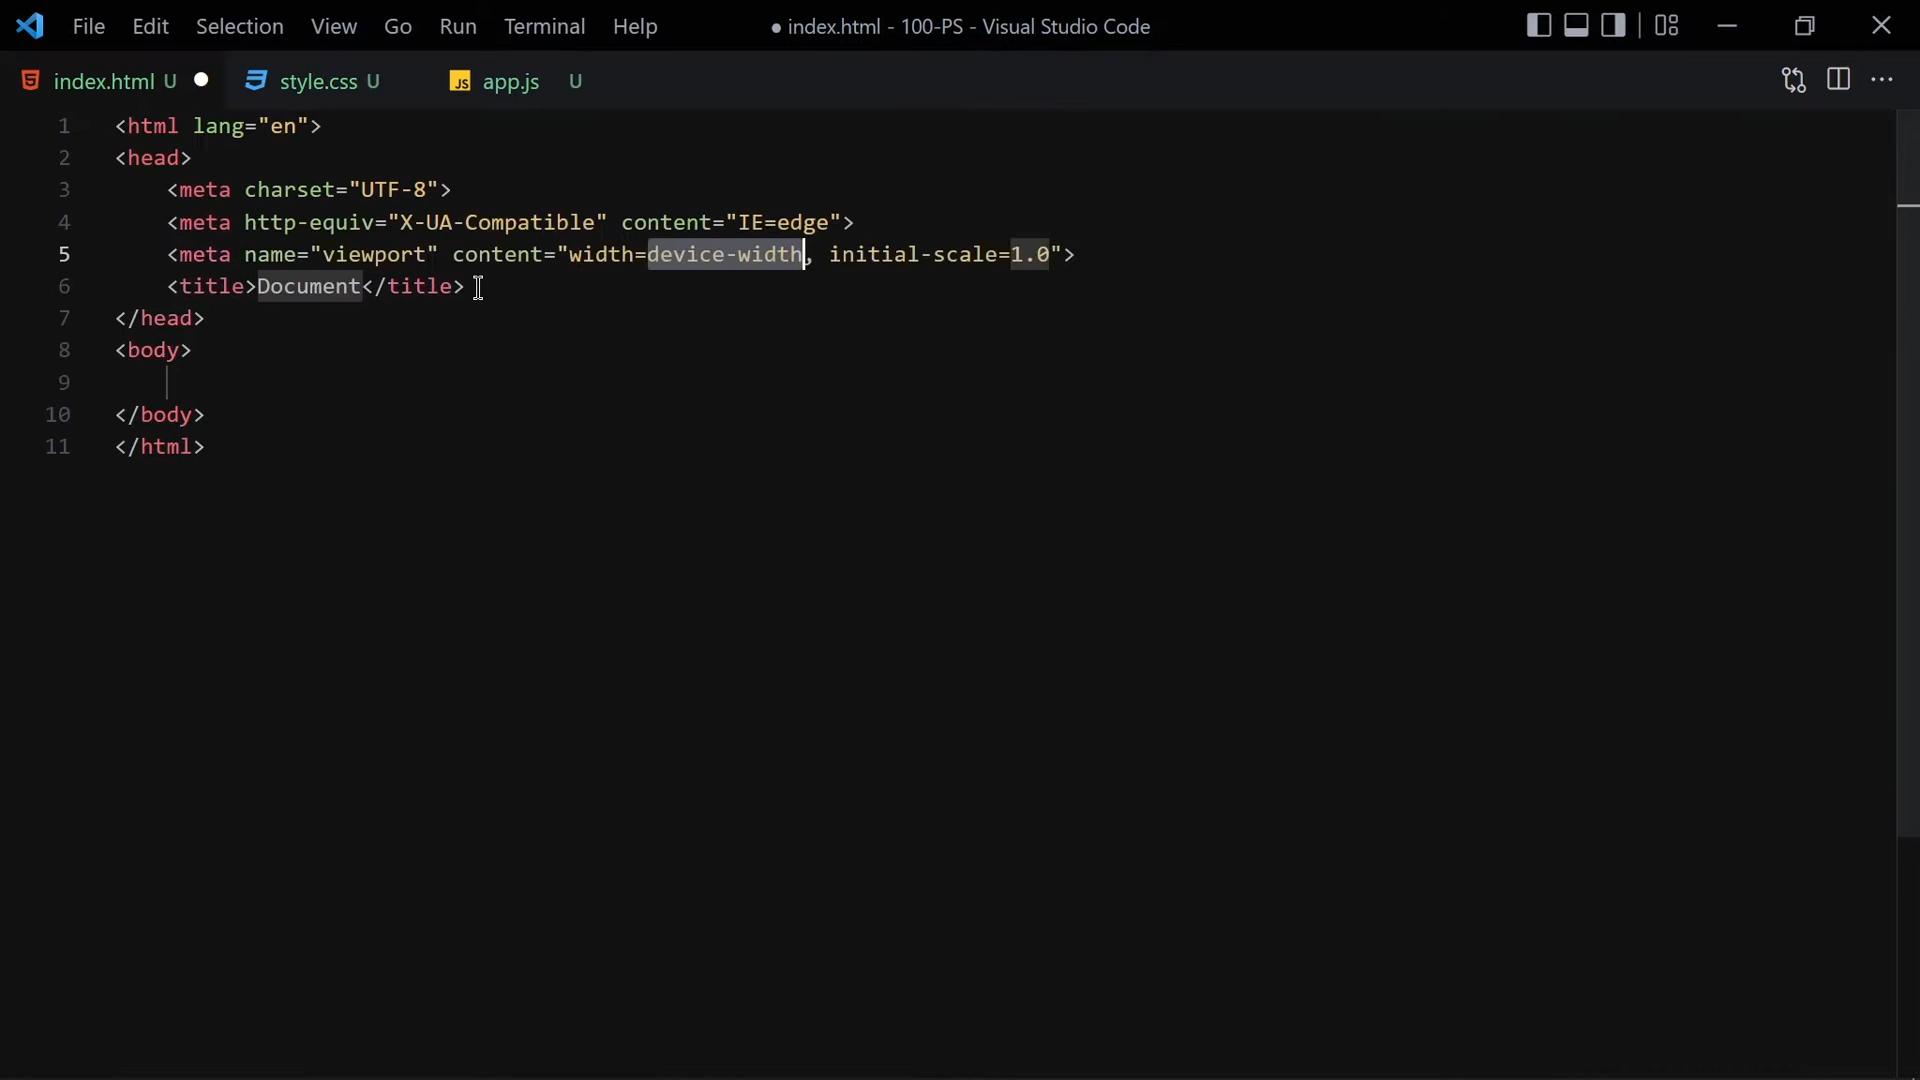 File Edit Selection View Go Run Terminal Help ● index.html - 100-PS - Visual Studio Code
index.html U ● style.css U JS app.js U ···
1 <html lang="en">
2 <head>
3     <meta charset="UTF-8">
4     <meta http-equiv="X-UA-Compatible" content="IE=edge">
5     <meta name="viewport" content="width=device-width, initial-scale=1.0">
6     <title>Document</title>
7 </head>
8 <body>
9
10 </body>
11 </html>